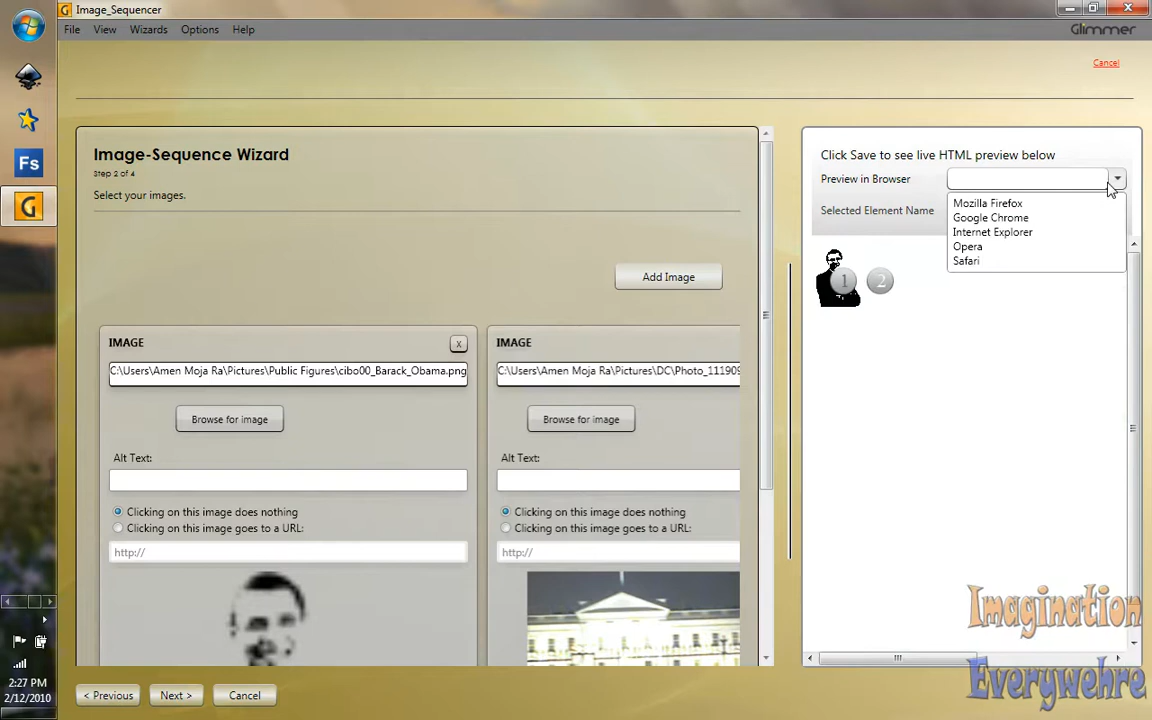 Image_Sequencer
File View Wizards Options Help
Glimmer
Cancel
Image-Sequence Wizard
Step 2 of 4
Select your images.
Add Image
IMAGE
x
C:\Users\Amen Moja Ra\Pictures\Public Figures\cibo00_Barack_Obama.png
Browse for image
Alt Text:
Clicking on this image does nothing
Clicking on this image goes to a URL:
http://
IMAGE
C:\Users\Amen Moja Ra\Pictures\DC\Photo_111909
Browse for image
Alt Text:
Clicking on this image does nothing
Clicking on this image goes to a URL:
http://
< Previous
Next >
Cancel
Click Save to see live HTML preview below
Preview in Browser
Mozilla Firefox
Google Chrome
Internet Explorer
Opera
Safari
Selected Element Name
1 2
Imagination
Everywehre
Fs
G
2:27 PM
2/12/2010